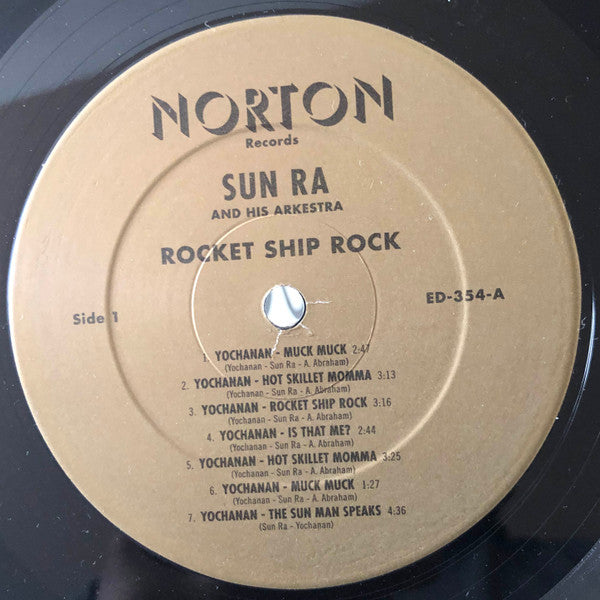 NORTON
Records
SUN RA
AND HIS ARKESTRA
ROCKET SHIP ROCK
Side 1
ED-354-A
1. YOCHANAN - MUCK MUCK 2:47
(Yochanan - Sun Ra - A. Abraham)
2. YOCHANAN - HOT SKILLET MOMMA 3:13
(Yochanan - Sun Ra - A. Abraham)
3. YOCHANAN - ROCKET SHIP ROCK 3:16
(Yochanan - Sun Ra - A. Abraham)
4. YOCHANAN - IS THAT ME? 2:44
(Yochanan - Sun Ra - A. Abraham)
5. YOCHANAN - HOT SKILLET MOMMA 3:25
(Yochanan - Sun Ra - A. Abraham)
6. YOCHANAN - MUCK MUCK 1:27
(Yochanan - Sun Ra - A. Abraham)
7. YOCHANAN - THE SUN MAN SPEAKS 4:36
(Sun Ra - Yochanan)